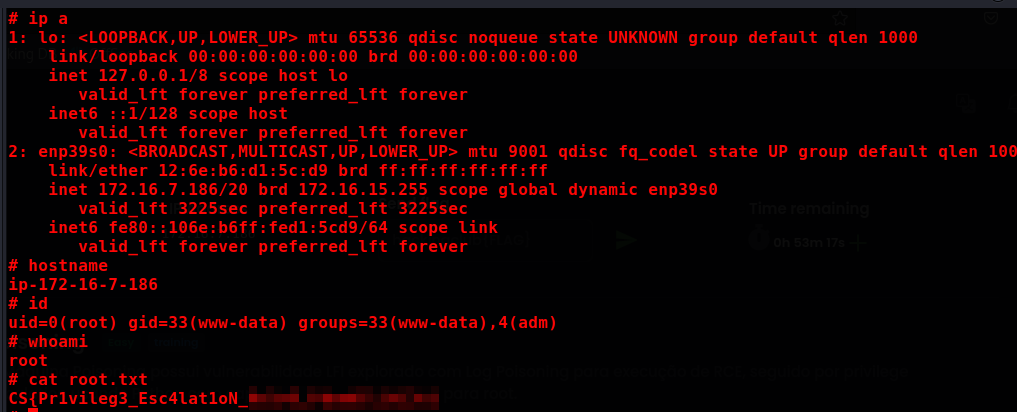 # ip a
1: lo: <LOOPBACK,UP,LOWER_UP> mtu 65536 qdisc noqueue state UNKNOWN group default qlen 1000
link/loopback 00:00:00:00:00:00 brd 00:00:00:00:00:00
inet 127.0.0.1/8 scope host lo
valid_lft forever preferred_lft forever
inet6 ::1/128 scope host
valid_lft forever preferred_lft forever
2: enp39s0: <BROADCAST,MULTICAST,UP,LOWER_UP> mtu 9001 qdisc fq_codel state UP group default qlen 100
link/ether 12:6e:b6:d1:5c:d9 brd ff:ff:ff:ff:ff:ff
inet 172.16.7.186/20 brd 172.16.15.255 scope global dynamic enp39s0
valid_lft 3225sec preferred_lft 3225sec
Time remaining
inet6 fe80::106e:b6ff:fed1:5cd9/64 scope link
0h 53m 17s
valid_lft forever preferred_lft forever
# hostname
ip-172-16-7-186
# id
uid=0(root) gid=33(www-data) groups=33(www-data),4(adm)
# whoami
root
# cat root.txt
CS{Pr1vileg3_Esc4lat1oN_
#